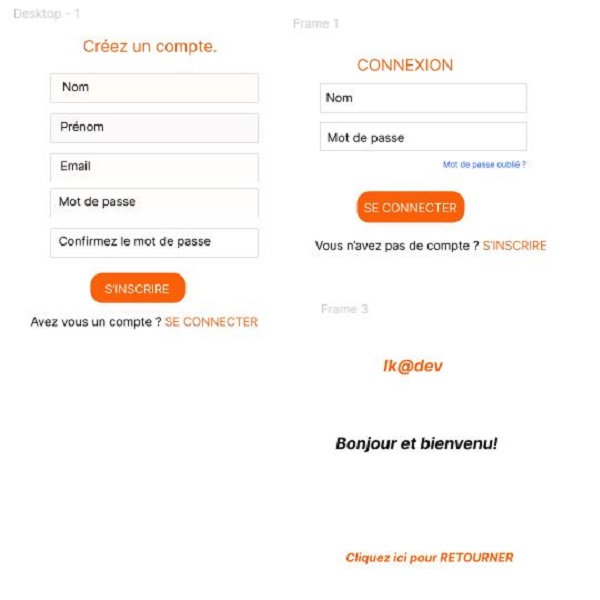 Desktop - 1
Créez un compte.
Nom
Prénom
Email
Mot de passe
Confirmez le mot de passe
S'INSCRIRE
Avez vous un compte ? SE CONNECTER
Frame 1
CONNEXION
Nom
Mot de passe
Mot de passe oublié ?
SE CONNECTER
Vous n'avez pas de compte ? S'INSCRIRE
Frame 3
Ik@dev
Bonjour et bienvenu!
Cliquez ici pour RETOURNER